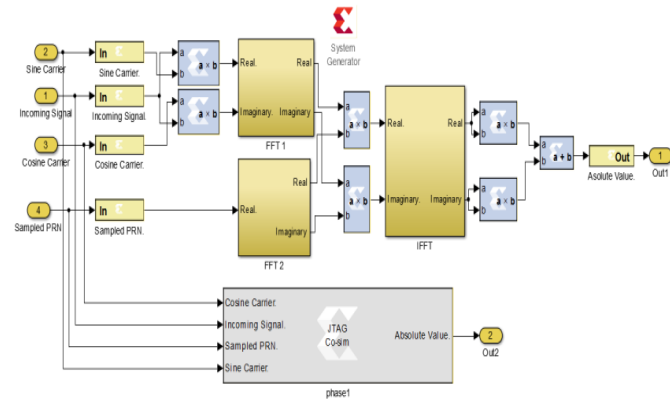 System
Generator
2
Sine Carrier
In
Sine Carrier.
a
b
a × b
Real.
Real
Imaginary.
Imaginary
FFT 1
1
Incoming Signal
In
Incoming Signal.
a
b
a × b
3
Cosine Carrier
In
Cosine Carrier.
4
Sampled PRN
In
Sampled PRN.
Real.
Real
Imaginary
FFT 2
a
b
a × b
a
b
a × b
Real.
Real
Imaginary.
Imaginary
IFFT
a
b
a × b
a
b
a × b
a
b
a + b
Out
Asolute Value.
1
Out1
Cosine Carrier.
Incoming Signal.
Sampled PRN.
Sine Carrier.
JTAG
Co-sim
Absolute Value.
phase1
2
Out2